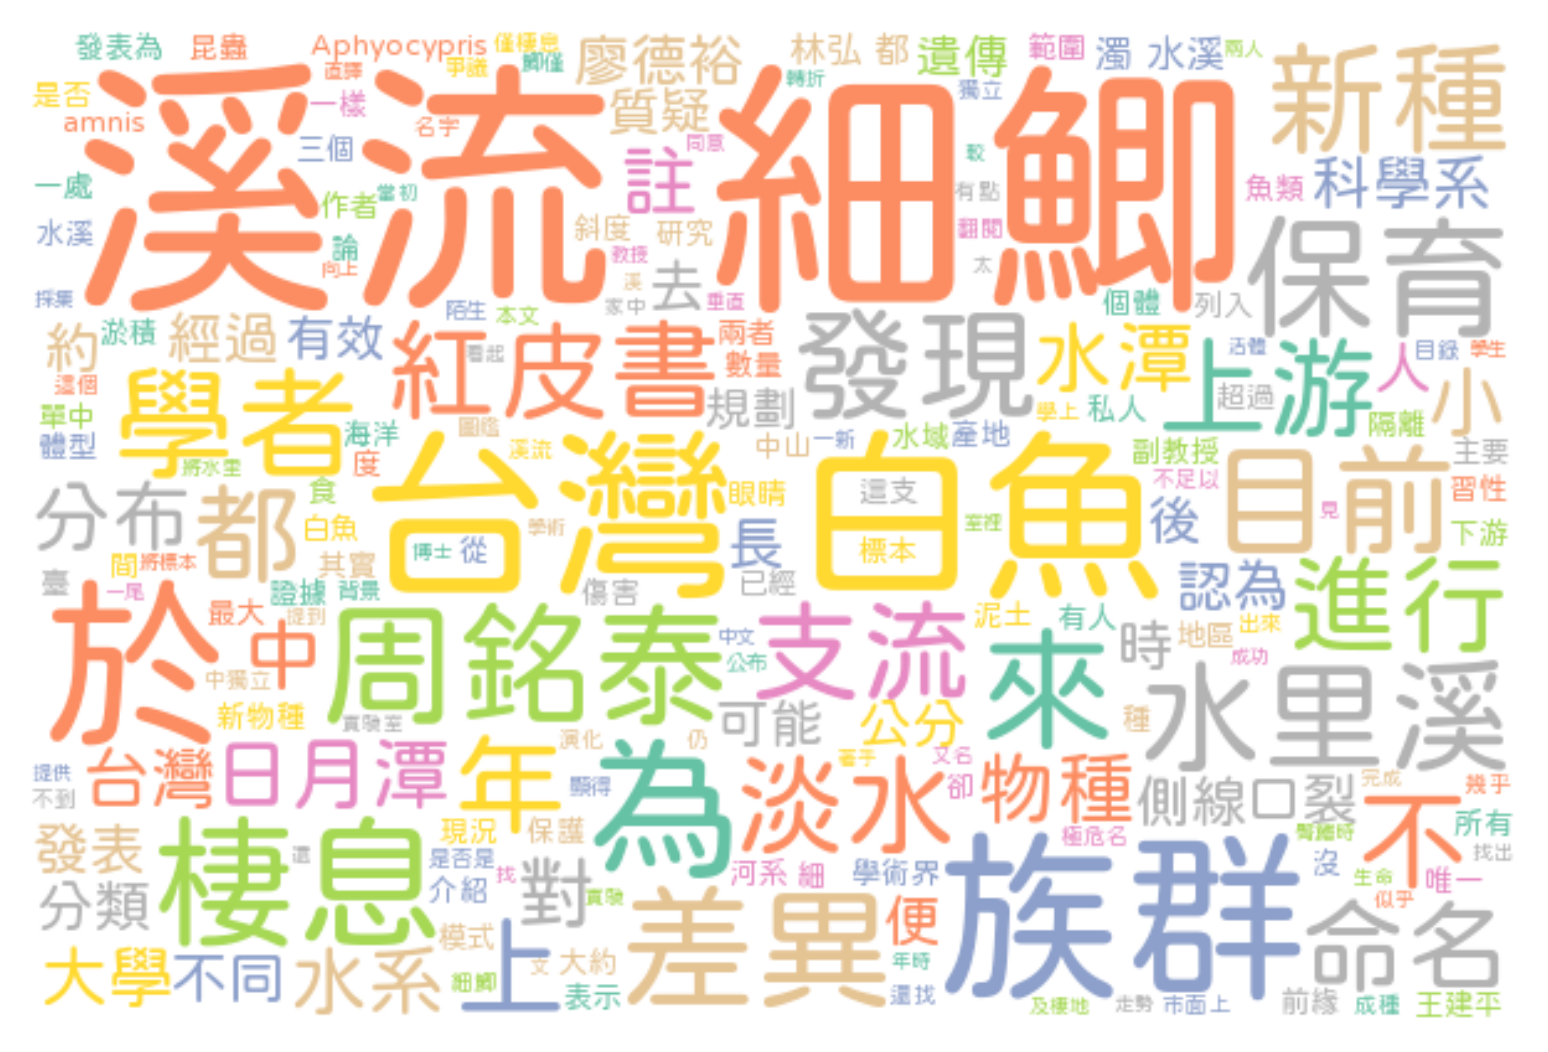 發表為 昆蟲 Aphyocypris 僅棲息 廖德裕 林弘 都 遺傳 範圍 濁 水溪 兩人
直擇 爭議 鯽僅 轉折
是否 一樣 質疑 獨立 新種
amnis 名字
溪流細鯽
三個 註 同意 較
一處 當初 作者 有點 魚類 科學系
水溪 論 斜度 研究 翻閱
向上 教授 太 保育
採集 溪 家中 去 垂直 個體 列入
陌生 本文
約 淤積 經過 有效 紅皮書 兩者 發現 水潭 上游 活體 人 目錄 學生
看起 數量
這個 規劃 學上 私人 超過 小
單中 學者 海洋 圖鑑 隔離
體型 溪流 中山 一新 水域 產地 副教授 主要
將水里 度 台灣白魚 目前
分布 都 食 眼睛 這支 不足以 習性
白魚 學術 長 室裡 後 見 下游
間 將標本 其實 博士 從 標本
臺 一尾 證據 背景 傷害 已經 認為 進行
於 最大 提到 周銘泰 支流 泥土 有人 地區 出來
中 中文 來 時 成功
中獨立 公布 水里溪
新物種 實驗室 可能 公分 種
演化 仍
提供 台灣 日月潭 年 為 淡水 著乎 又名 物種 完成 幾乎
不到 顯得 卻 側線 口裂 不
發表 棲息 現況 保護 極危名 臀鰭時 所有
還 是否是 找出
分類 介紹 找 對 實驗 河系 細 學術界 族群 沒 生命 唯一
差異 便 似乎 命名
模式
大學 不同 水系 上 文 大約 年時
細鯽 表示 還找 及棲地 走勢 市面上 前緣 成種 王建平